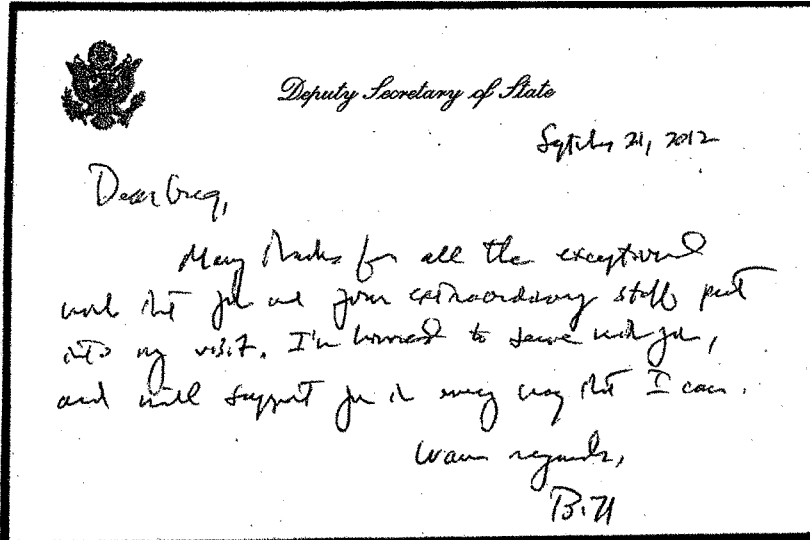 Deputy Secretary of State
September 21, 2012
Dear Greg,
Many thanks for all the exceptional
work that you and your extraordinary staff put
into my visit. I'm honored to serve with you,
and will support you in every way that I can.
Warm regards,
Bill